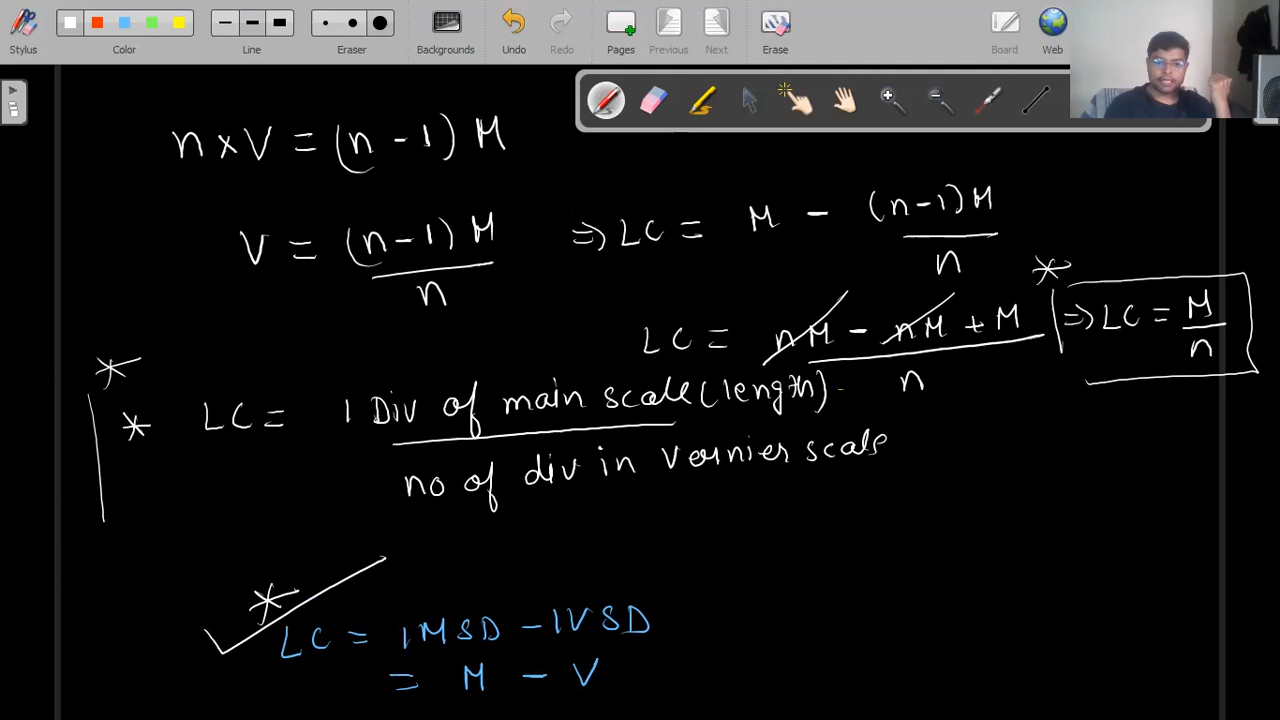 Stylus Color Line Eraser Backgrounds Undo Redo Pages Previous Next Erase Board Web
n x V = (n - 1) M
V = (n - 1) M / n ⇒ LC = M - (n - 1) M / n
LC = nM - nM + M / n ⇒ LC = M / n
* LC = 1 Div of main scale (length) / no of div in vernier scale
LC = 1 MSD - 1 VSD
= M - V